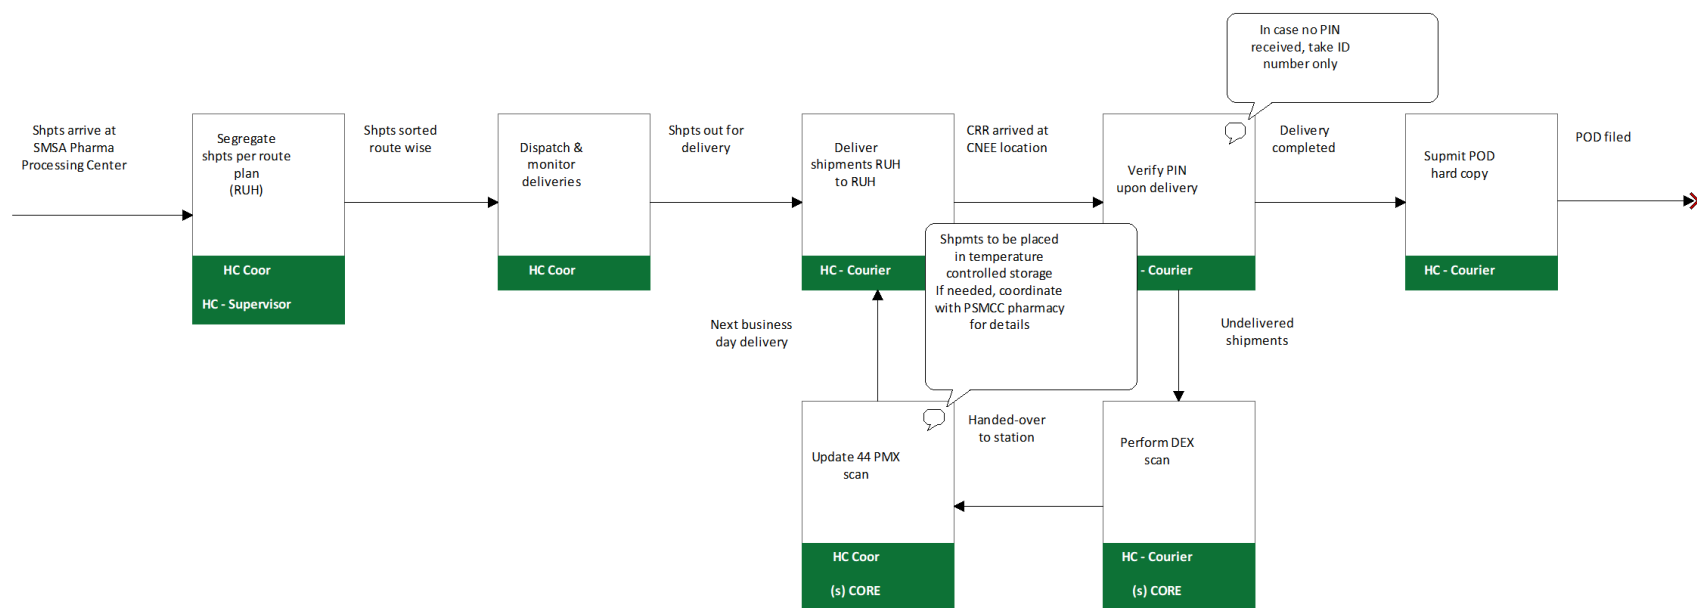 In case no PIN
received, take ID
number only
Shpts arrive at
SMSA Pharma
Processing Center
Segregate
shpts per route
plan
(RUH)
HC Coor
HC - Supervisor
Shpts sorted
route wise
Dispatch &
monitor
deliveries
HC Coor
Shpts out for
delivery
Deliver
shipments RUH
to RUH
HC - Courier
CRR arrived at
CNEE location
Verify PIN
upon delivery
- Courier
Delivery
completed
Supmit POD
hard copy
HC - Courier
POD filed
Shpmts to be placed
in temperature
controlled storage
If needed, coordinate
with PSMCC pharmacy
for details
Next business
day delivery
Undelivered
shipments
Update 44 PMX
scan
HC Coor
(s) CORE
Handed-over
to station
Perform DEX
scan
HC - Courier
(s) CORE